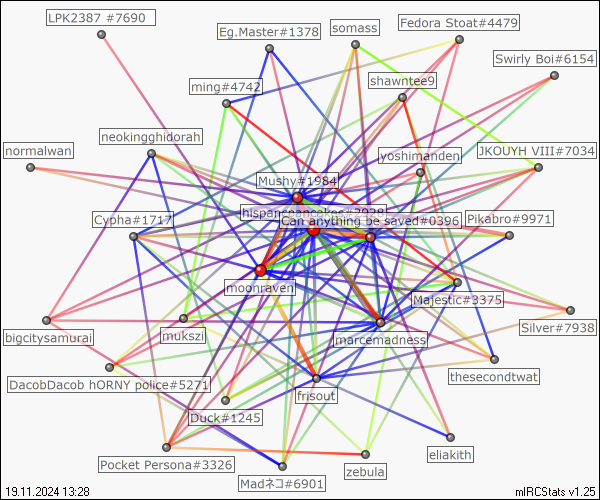 LPK2387 #7690
Eg.Master#1378
somass
Fedora Stoat#4479
Swirly Boi#6154
ming#4742
shawntee9
neokingghidorah
normalwan
yoshimanden
JKOUYH VIII#7034
Mushy#1984
Cypha#1717
Can anything be saved#0396
Pikabro#9971
moonraven
Majestic#3375
bigcitysamurai
mukszi
marcemadness
Silver#7938
DacobDacob hORNY police#5271
frisout
thesecondtwat
Duck#1245
Pocket Persona#3326
Madネコ#6901
zebula
eliakith
19.11.2024 13:28
mIRCStats v1.25